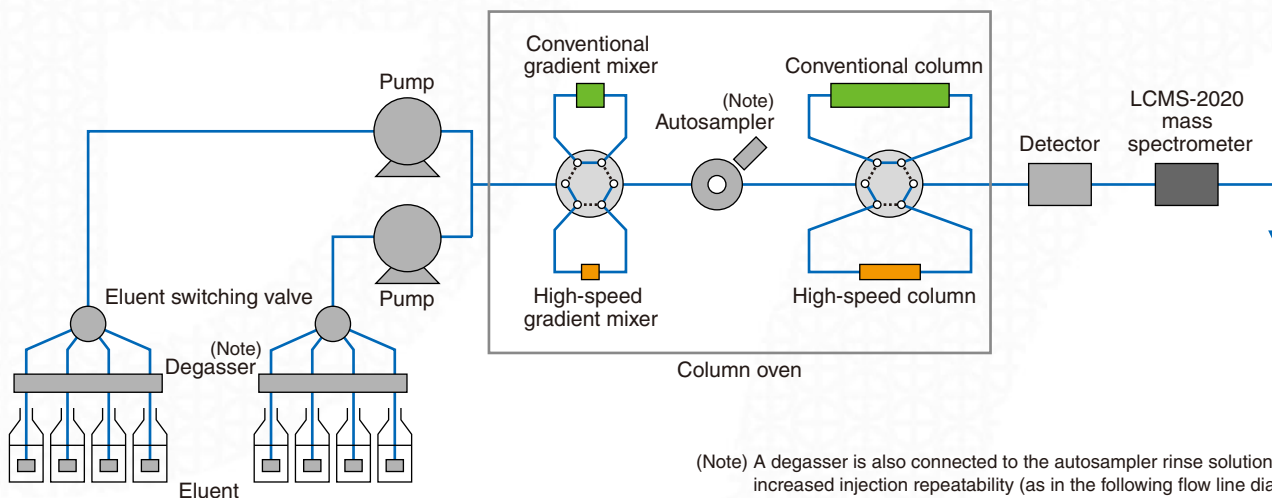 Conventional
gradient mixer
Pump
(Note)
Autosampler
Conventional column
LCMS-2020
mass
spectrometer
Detector
Eluent switching valve
Pump
High-speed
gradient mixer
High-speed column
(Note)
Degasser
Column oven
Eluent
(Note) A degasser is also connected to the autosampler rinse solution
increased injection repeatability (as in the following flow line dia